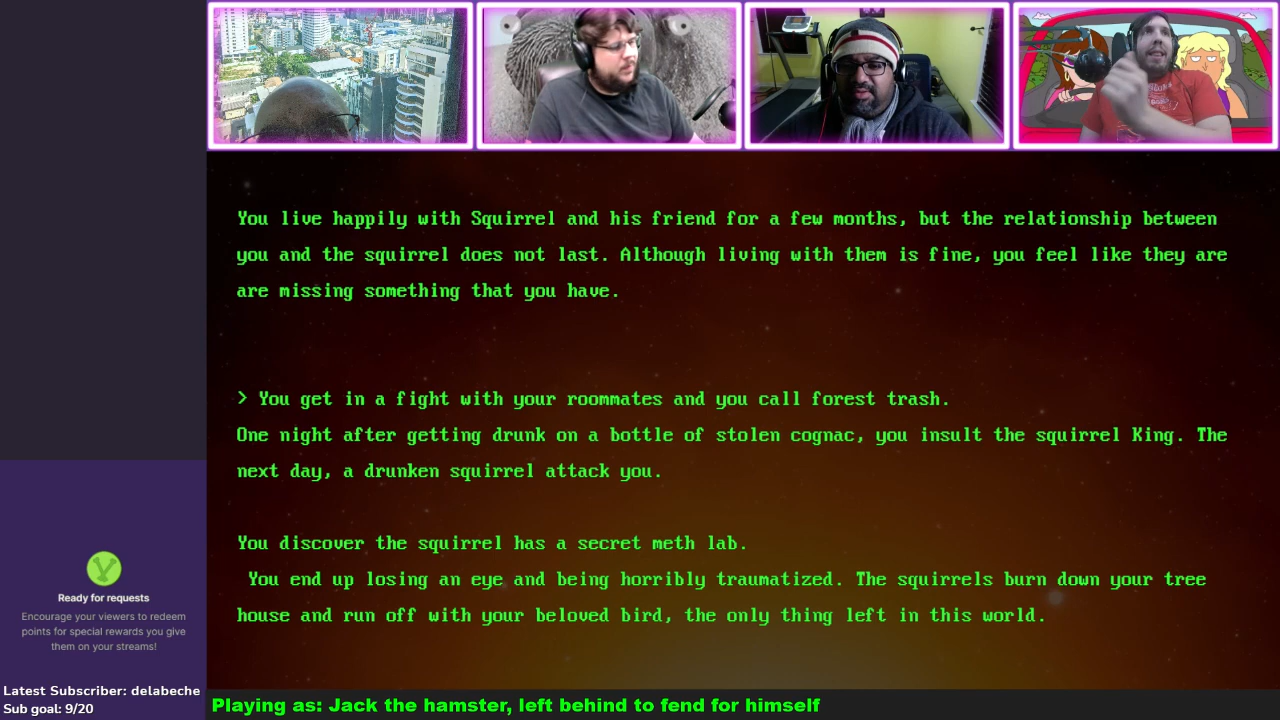 You live happily with Squirrel and his friend for a few months, but the relationship between
you and the squirrel does not last. Although living with them is fine, you feel like they are
are missing something that you have.
> You get in a fight with your roommates and you call forest trash.
One night after getting drunk on a bottle of stolen cognac, you insult the squirrel King. The
next day, a drunken squirrel attack you.
You discover the squirrel has a secret meth lab.
You end up losing an eye and being horribly traumatized. The squirrels burn down your tree
house and run off with your beloved bird, the only thing left in this world.
Ready for requests
Encourage your viewers to redeem
points for special rewards you give
them on your streams!
Latest Subscriber: delabeche
Sub goal: 9/20
Playing as: Jack the hamster, left behind to fend for himself